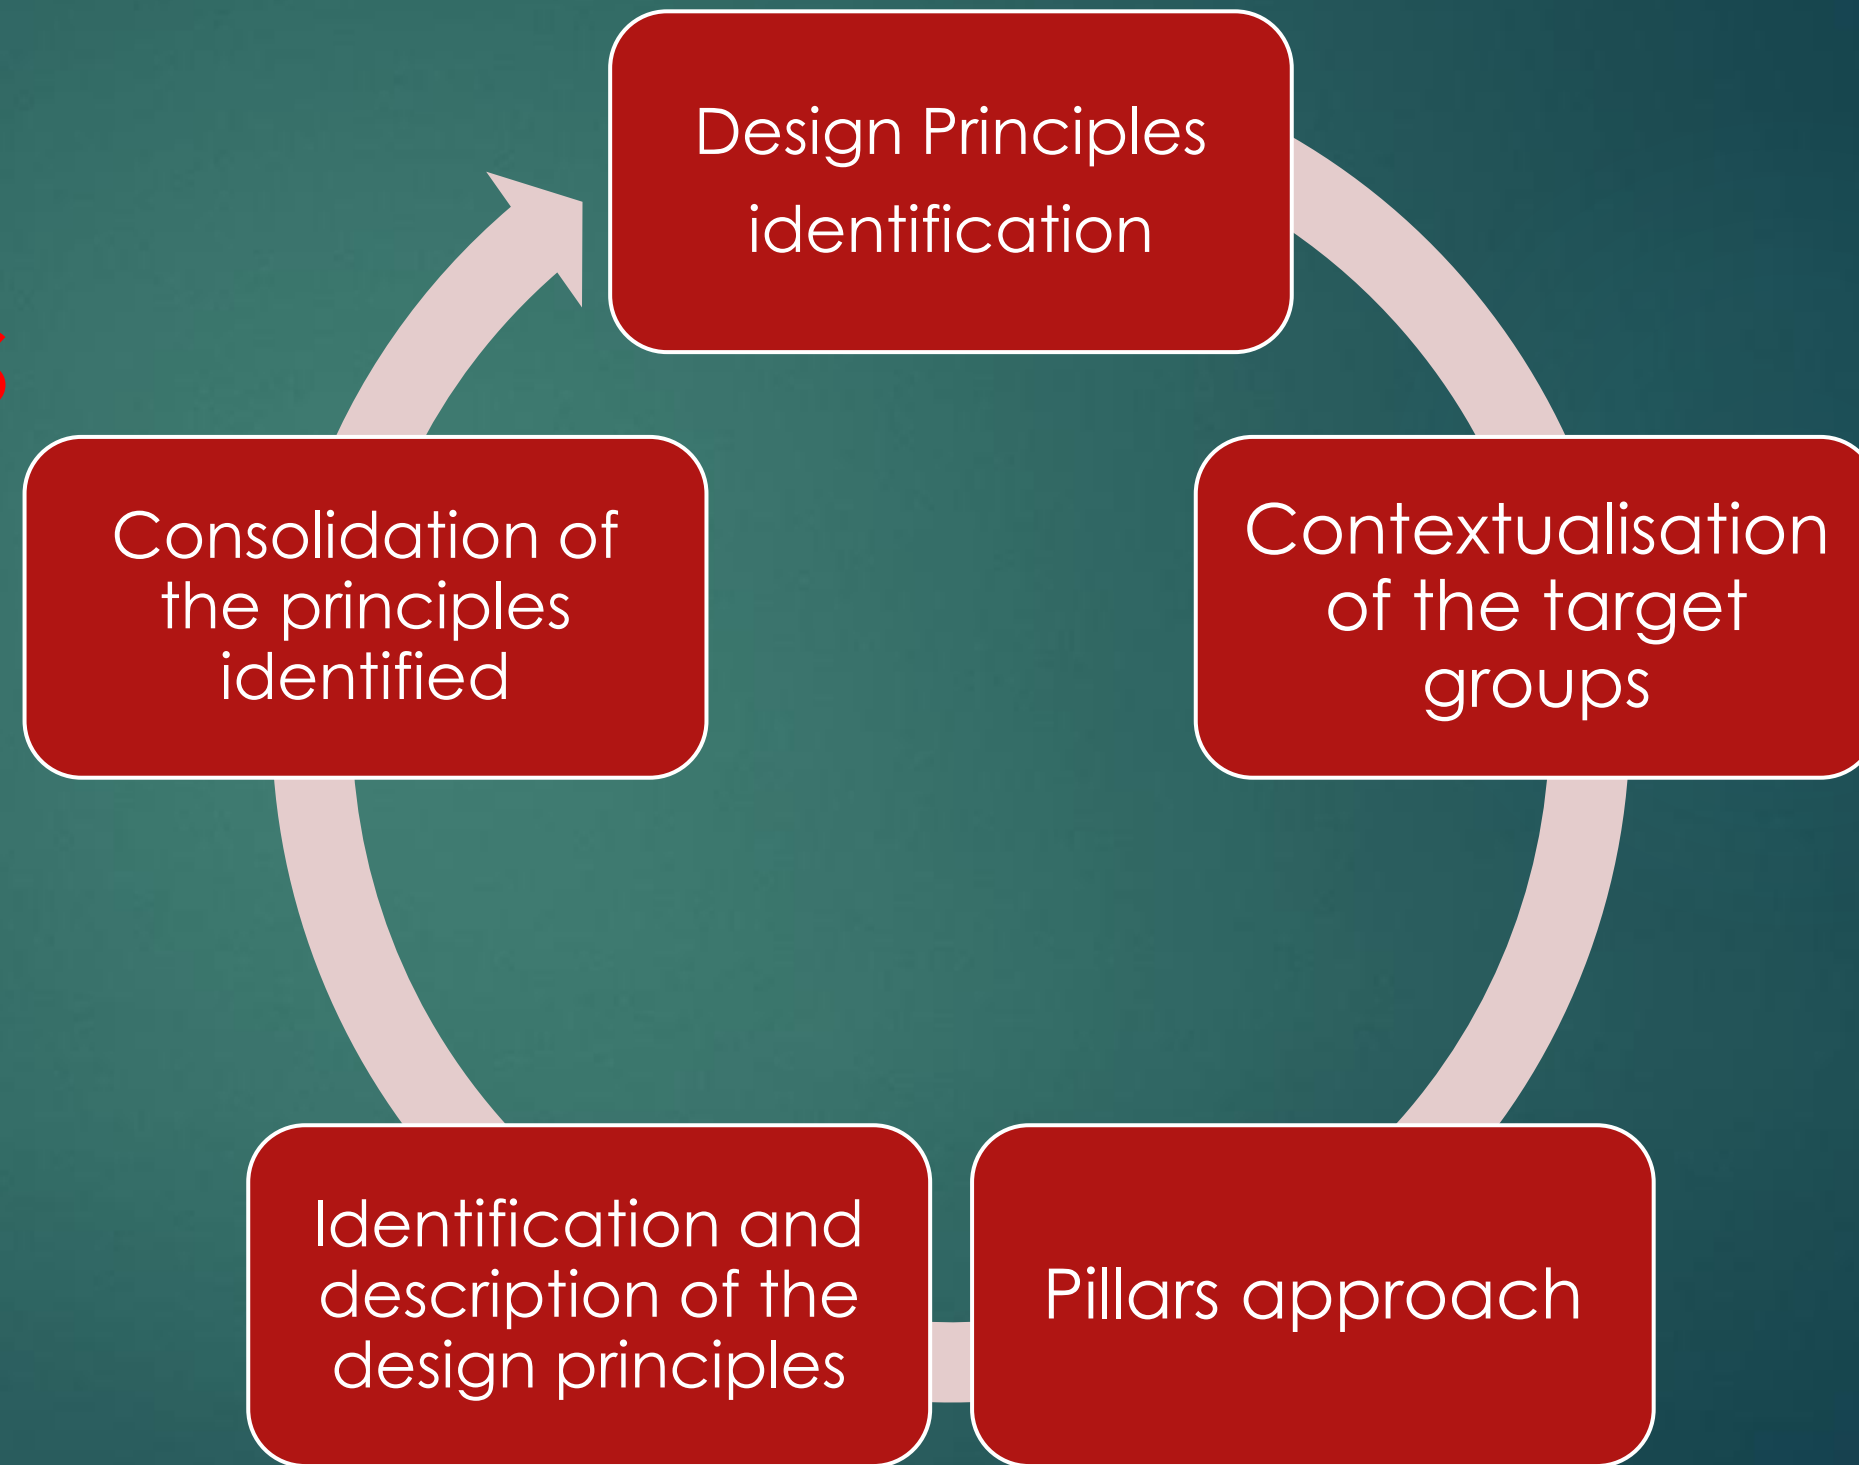 Design Principles
identification
Contextualisation
of the target
groups
Pillars approach
Identification and
description of the
design principles
Consolidation of
the principles
identified